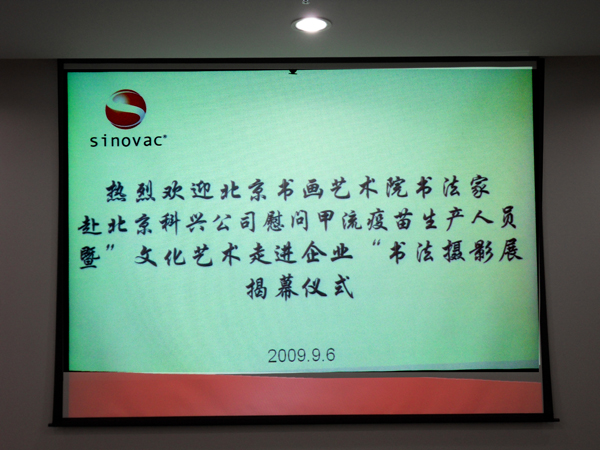 sinovac®
热烈欢迎北京书画艺术院书法家
赴北京科兴公司慰问甲流疫苗生产人员
暨”文化艺术走进企业“书法摄影展
揭幕仪式
2009.9.6